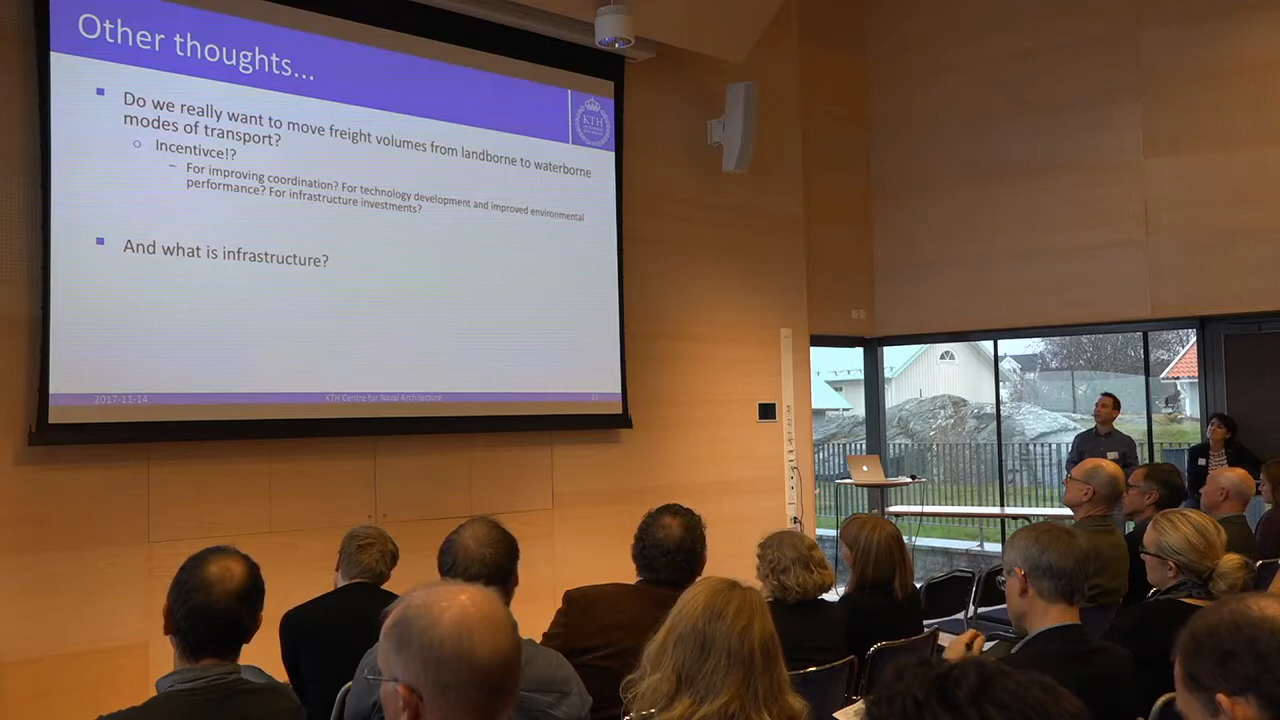 Other thoughts...
KTH
Do we really want to move freight volumes from landborne to waterborne
modes of transport?
Incentivce!?
For improving coordination? For technology development and improved environmental
performance? For infrastructure investments?
And what is infrastructure?
2017-11-14
KTH Centre for Naval Architecture